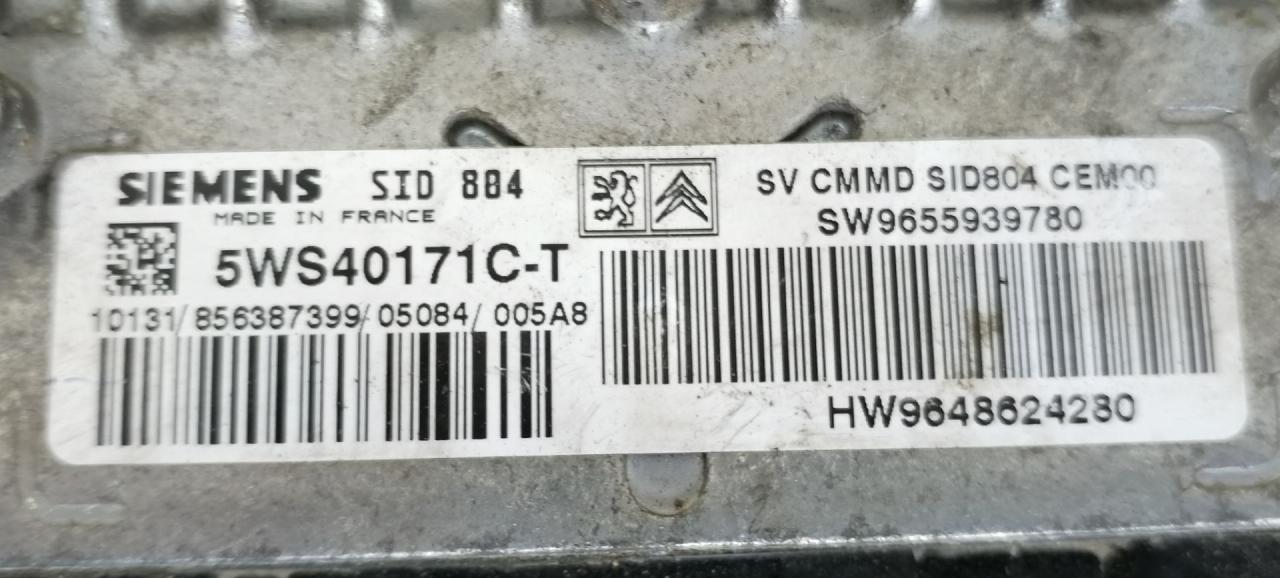 SIEMENS SID 804
MADE IN FRANCE
5WS40171C-T
10131/856387399/05084/005A8
SV CMMD SID804 CEM00
SW9655939780
HW9648624280